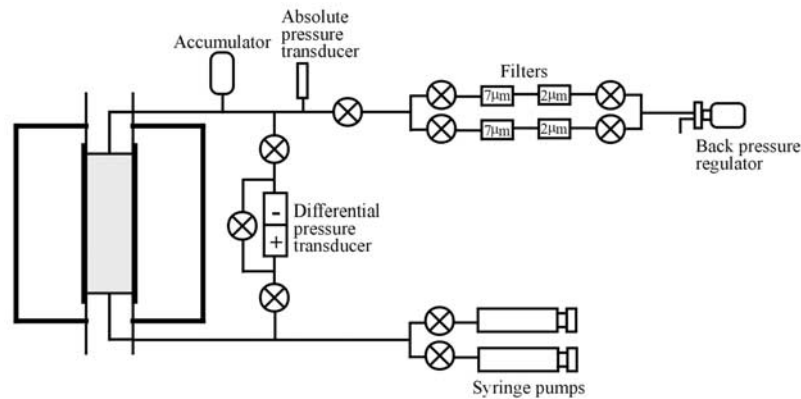 Absolute
pressure
transducer
Accumulator
Filters
7μm 2μm
7μm 2μm
Back pressure
regulator
-
+
Differential
pressure
transducer
Syringe pumps